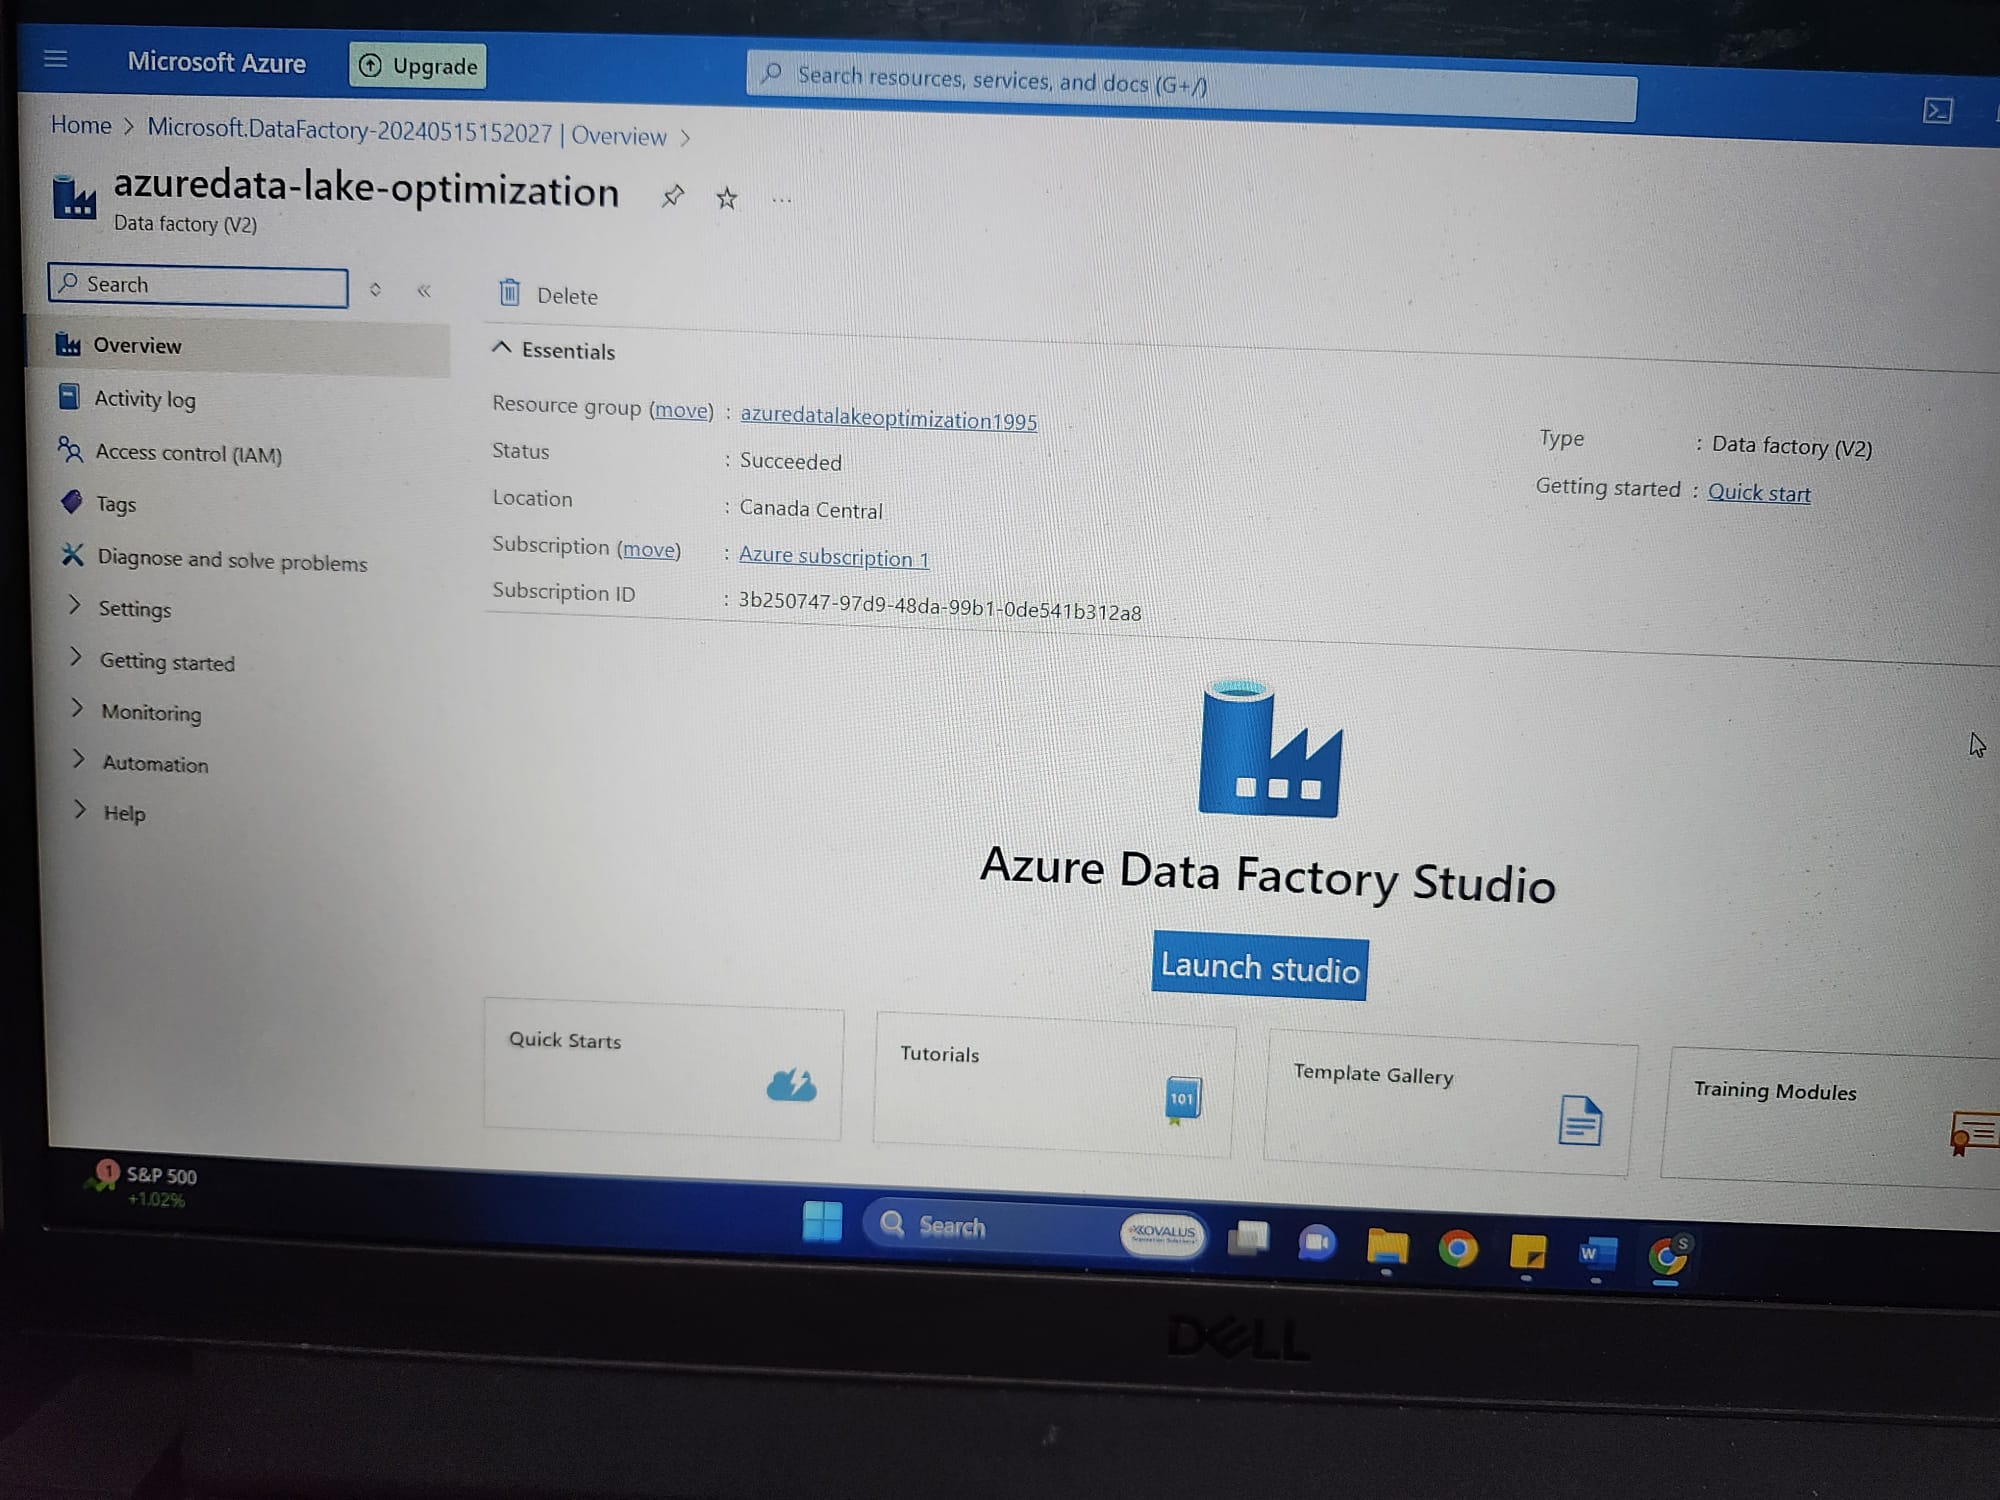 Microsoft Azure
Upgrade
Search resources, services, and docs (G+/)
Home > Microsoft.DataFactory-20240515152027 | Overview >
azuredata-lake-optimization
...
Data factory (V2)
Search
Delete
Overview
Activity log
Access control (IAM)
Tags
Diagnose and solve problems
Settings
Getting started
Monitoring
Automation
Help
Essentials
Resource group (move) : azuredatalakeoptimization1995
Status : Succeeded
Location : Canada Central
Subscription (move) : Azure subscription 1
Subscription ID : 3b250747-97d9-48da-99b1-0de541b312a8
Type : Data factory (V2)
Getting started : Quick start
Azure Data Factory Studio
Launch studio
Quick Starts
Tutorials
101
Template Gallery
Training Modules
1
S&P 500
+1.02%
Search
KOVALUS
W
S
DELL